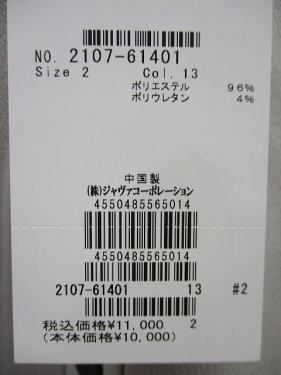 NO. 2107-61401
Size 2 Col. 13
ポリエステル 96%
ポリウレタン 4%
中国製
(株)ジャヴァコーポレーション
4550485565014
4550485565014
2107-61401 13 #2
2
税込価格¥11,000
(本体価格¥10,000)